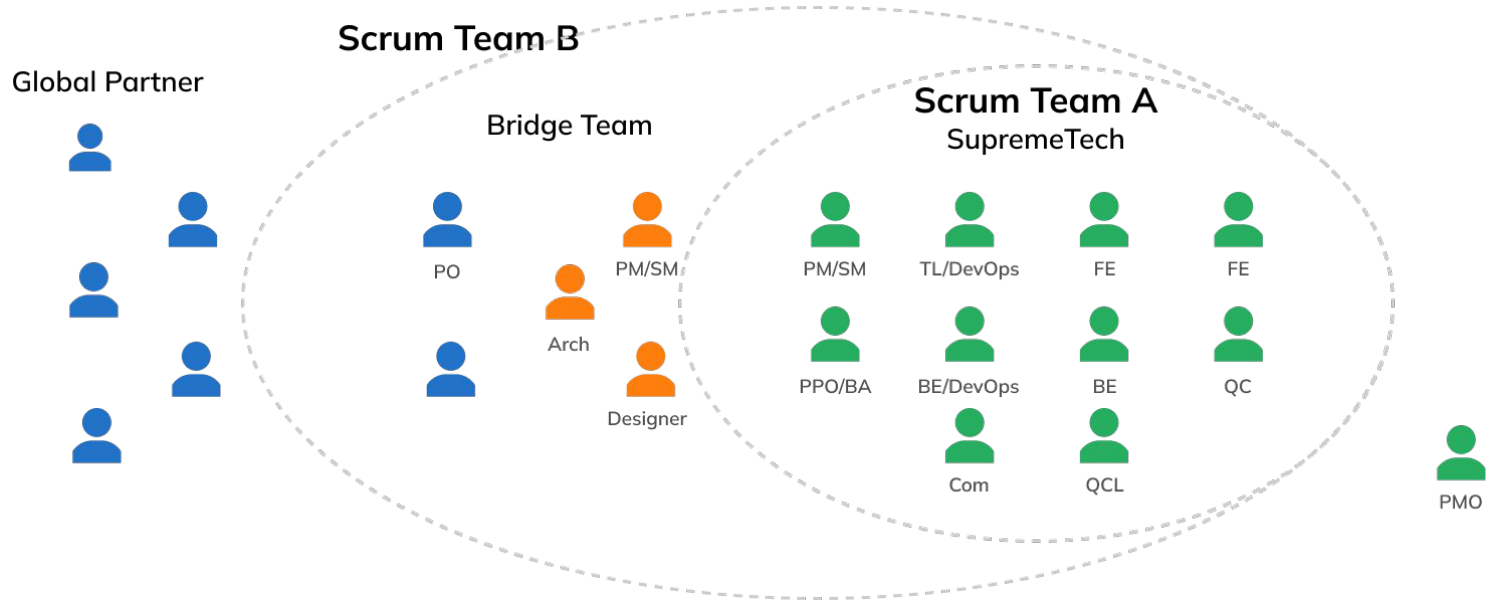 Scrum Team B
Global Partner
Scrum Team A
Bridge Team
SupremeTech
PO
PM/SM
PM/SM
TL/DevOps
FE
FE
Arch
PPO/BA
BE/DevOps
BE
QC
Designer
Com
QCL
PMO